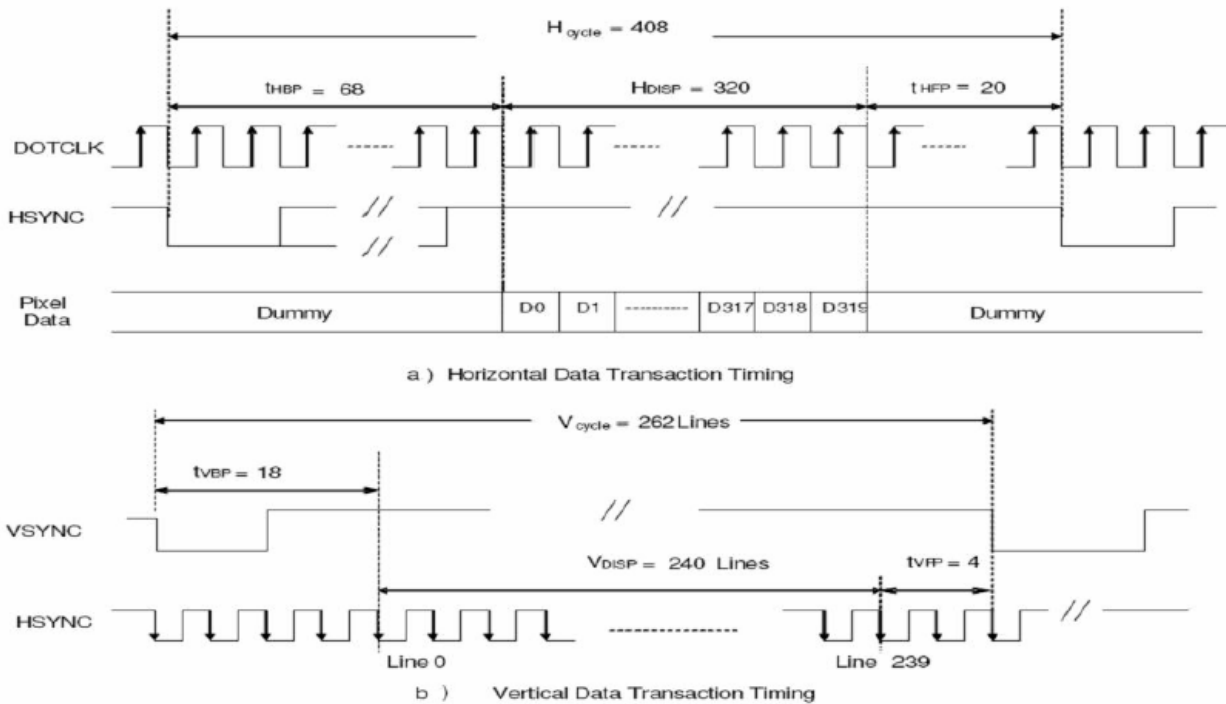 H cycle = 408
tHBP = 68
HDISP = 320
tHFP = 20
DOTCLK
HSYNC
Pixel Data
Dummy
D0
D1
D317
D318
D319
Dummy
a ) Horizontal Data Transaction Timing
V cycle = 262 Lines
tVBP = 18
VSYNC
VDISP = 240 Lines
tVFP = 4
HSYNC
Line 0
Line 239
b ) Vertical Data Transaction Timing